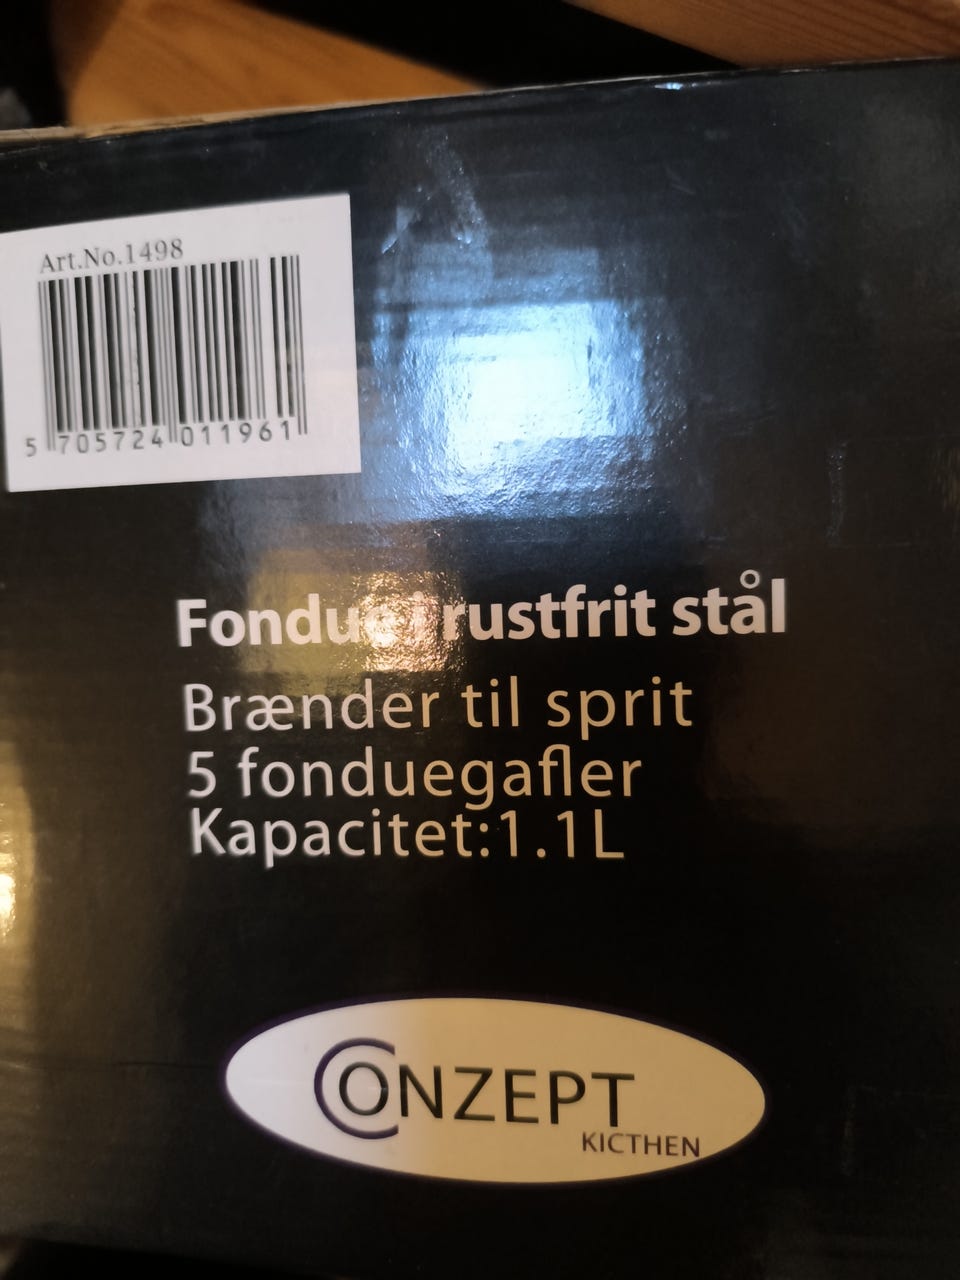 Art.No.1498
5 705724 011961
Fondue i rustfrit stål
Brænder til sprit
5 fonduegafler
Kapacitet:1.1L
CONZEPT
KICTHEN